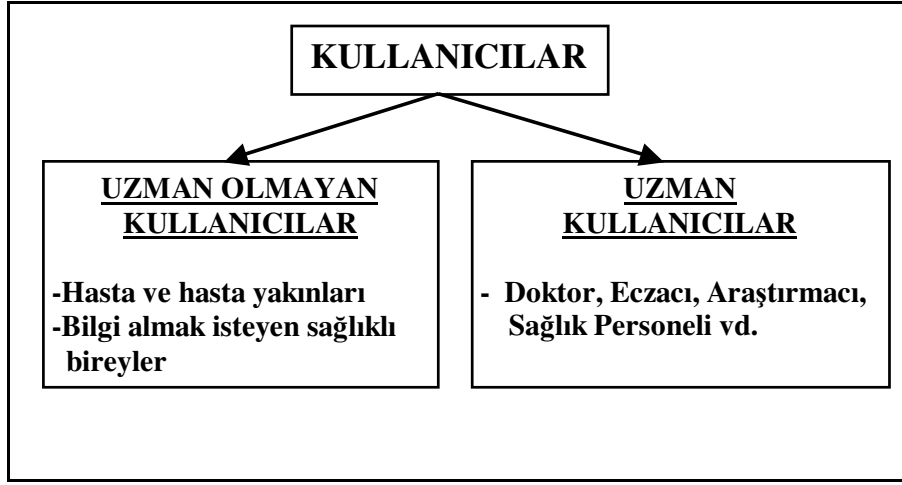 KULLANICILAR
UZMAN OLMAYAN
KULLANICILAR
-Hasta ve hasta yakınları
-Bilgi almak isteyen sağlıklı
bireyler
UZMAN
KULLANICILAR
- Doktor, Eczacı, Araştırmacı,
Sağlık Personeli vd.